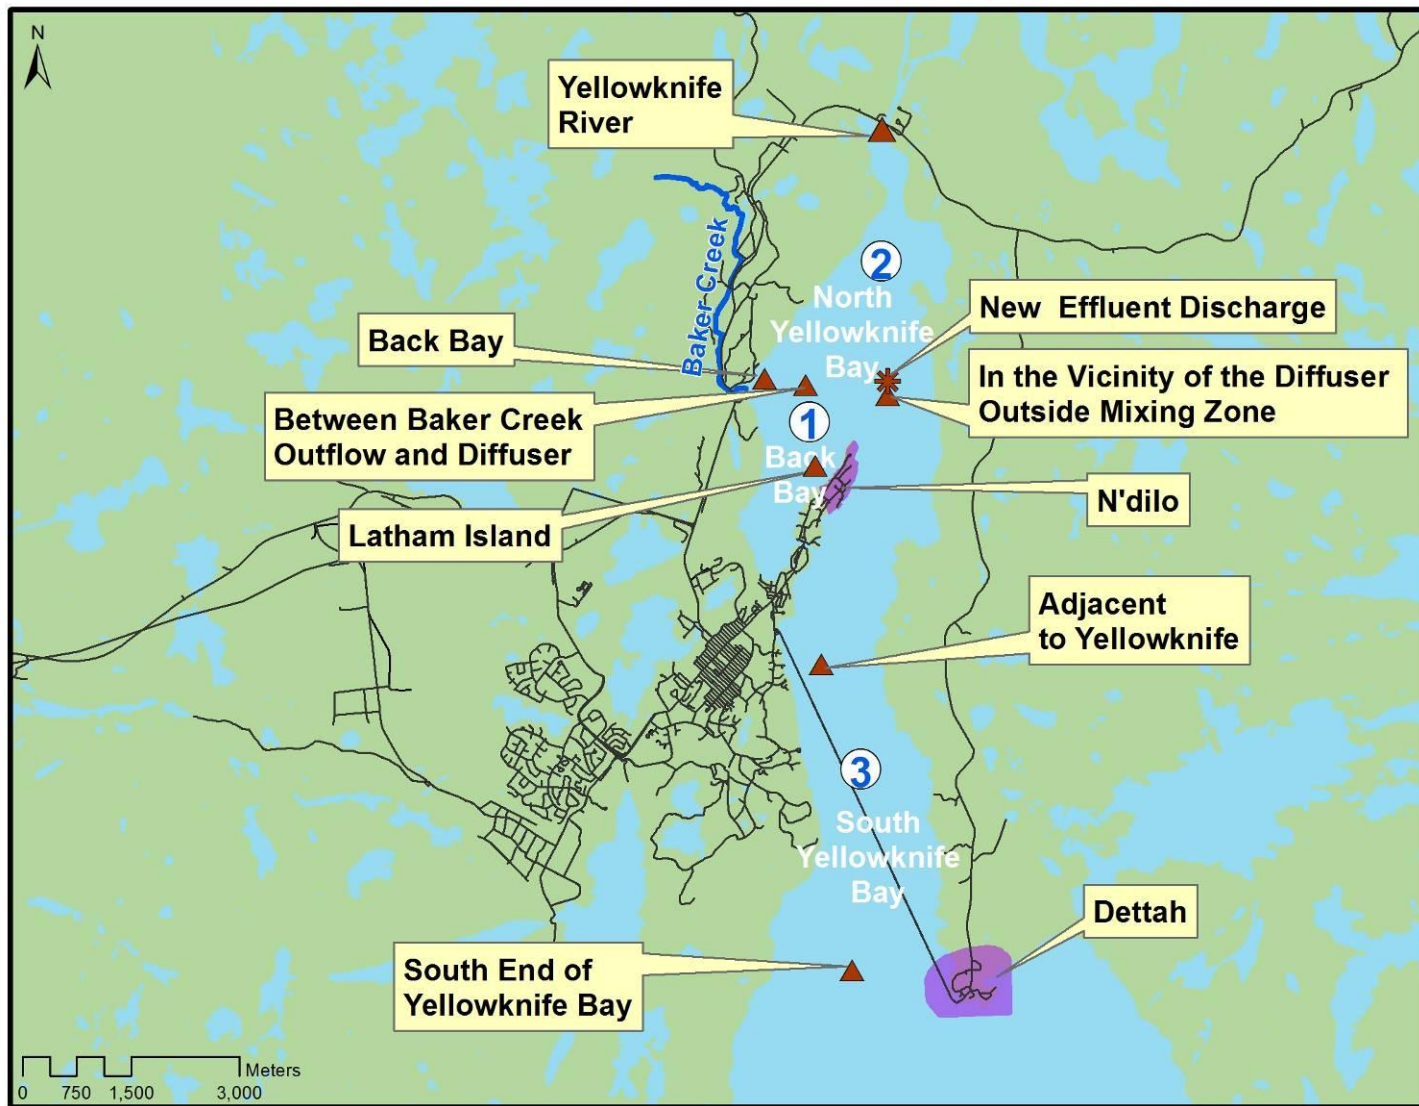 N
Yellowknife
River
Baker Creek
2
North
Yellowknife
Bay
New Effluent Discharge
Back Bay
In the Vicinity of the Diffuser
Outside Mixing Zone
Between Baker Creek
Outflow and Diffuser
1
Back
Bay
N'dilo
Latham Island
Adjacent
to Yellowknife
3
South
Yellowknife
Bay
Dettah
South End of
Yellowknife Bay
Meters
0 750 1,500 3,000